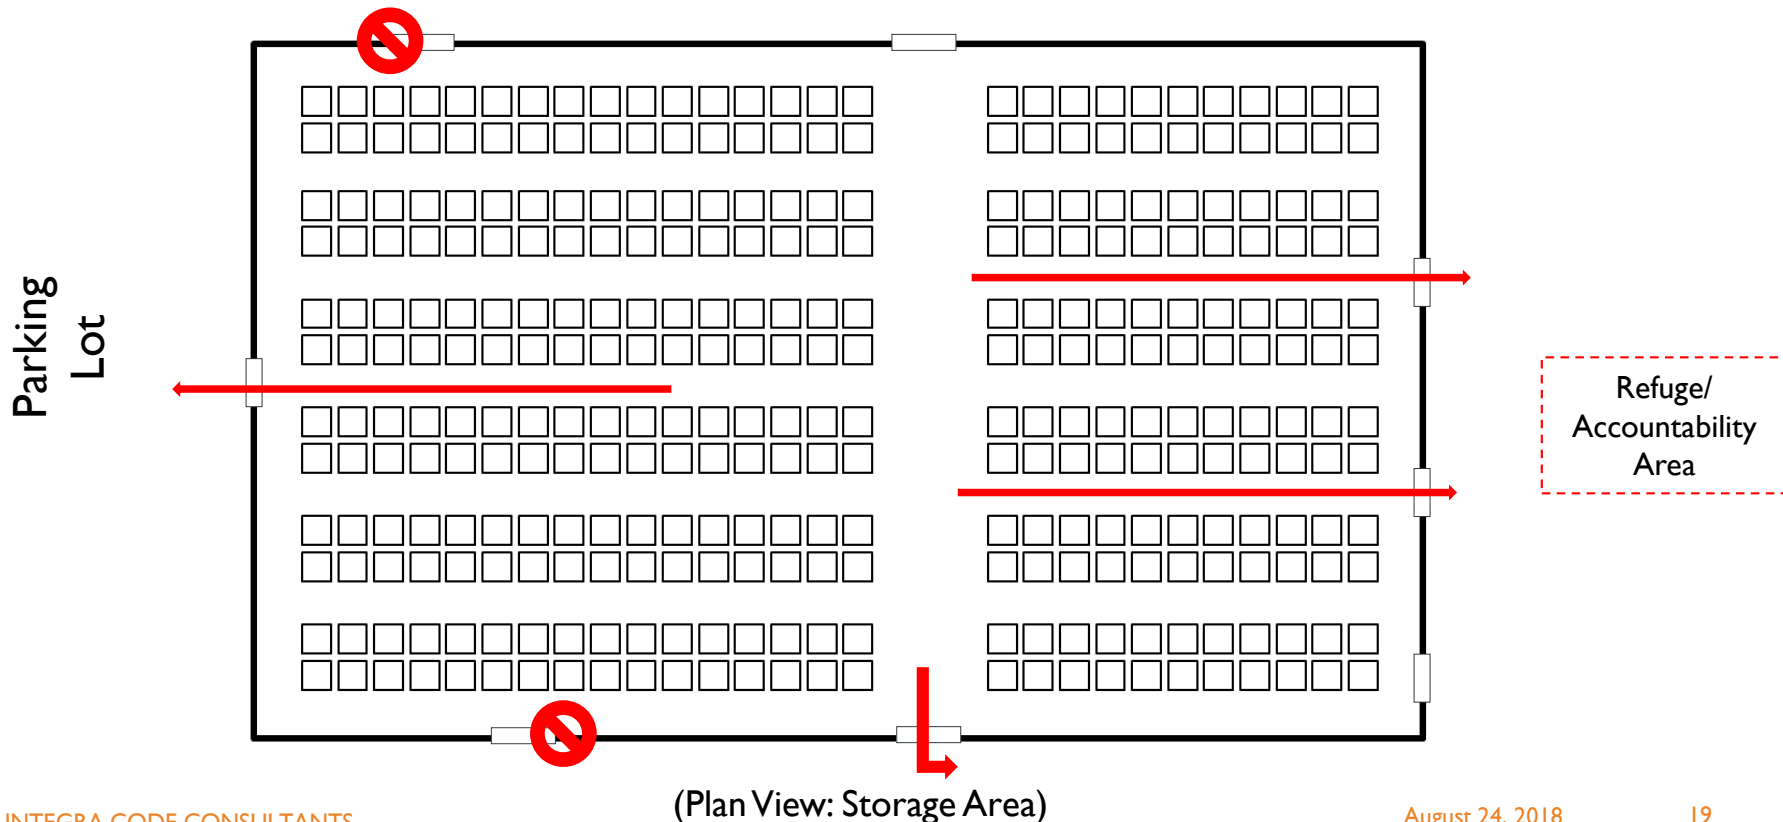 Parking
Lot
Refuge/
Accountability
Area
(Plan View: Storage Area)
INTEGRA CODE CONSULTANTS
August 24, 2018
19